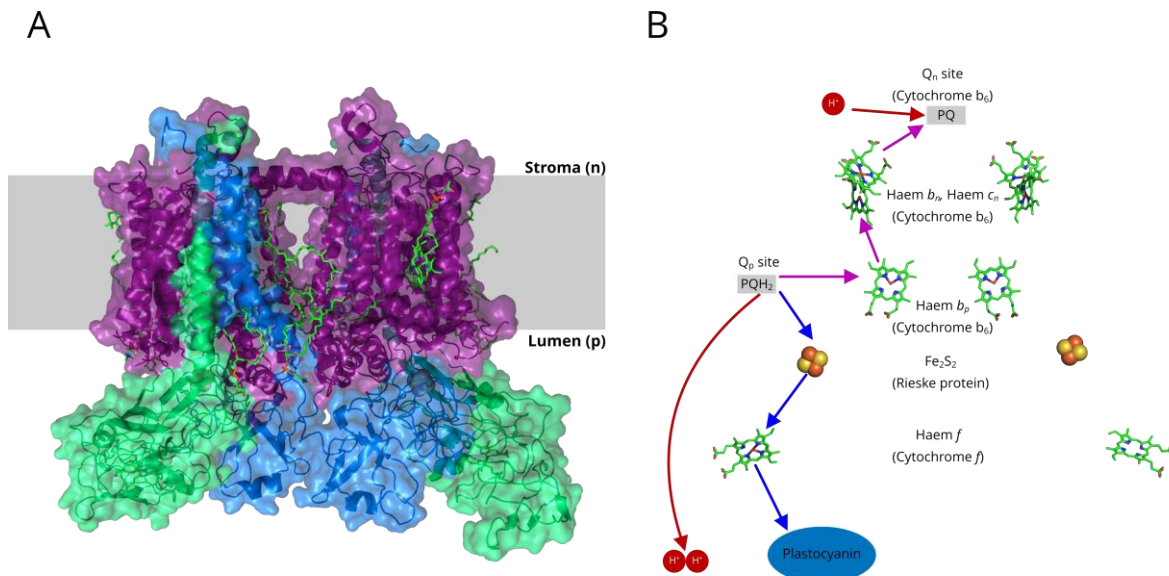 A
Stroma (n)
Lumen (p)
B
Qₙ site
(Cytochrome b₆)
H⁺
PQ
Haem bₙ, Haem cₙ
(Cytochrome b₆)
Qₚ site
PQH₂
Haem bₚ
(Cytochrome b₆)
Fe₂S₂
(Rieske protein)
Haem f
(Cytochrome f)
Plastocyanin
H⁺ H⁺